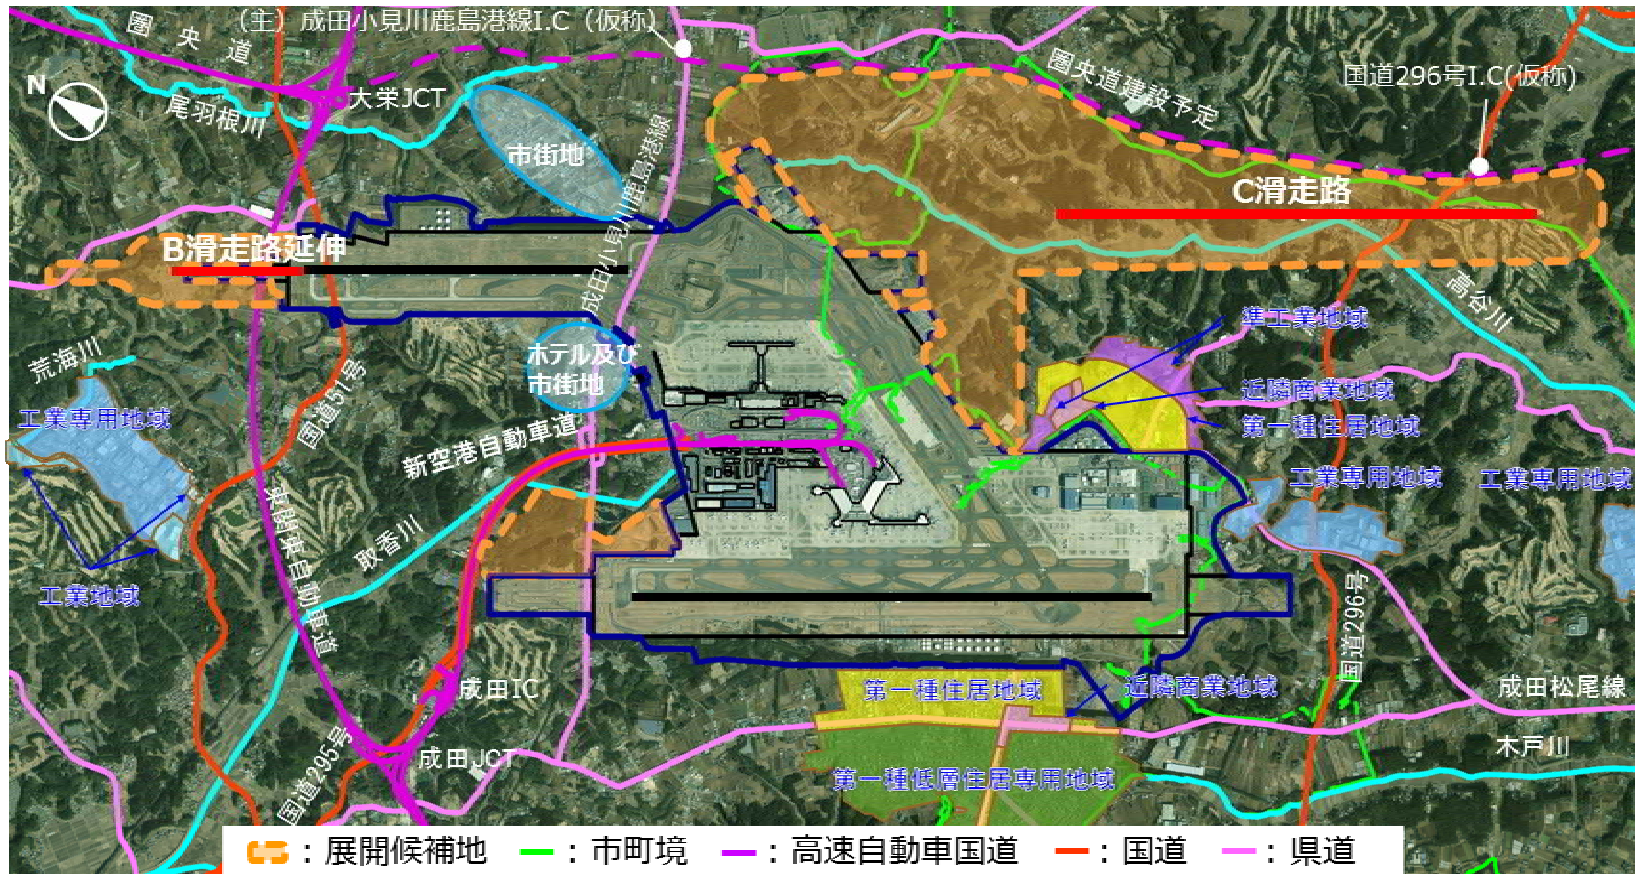 (主)成田小見川鹿島港線I.C(仮称)
圏央道
大栄JCT
尾羽根川
N
市街地
成田小見川鹿島港線
圏央道建設予定
国道296号I.C(仮称)
C滑走路
B滑走路延伸
成田小見川鹿島港線
高谷川
荒海川
国道51号
ホテル及び
市街地
準工業地域
近隣商業地域
第一種住居地域
工業専用地域
新空港自動車道
工業専用地域
工業専用地域
東関東自動車道
取香川
工業地域
国道296号
成田IC
第一種住居地域
近隣商業地域
成田松尾線
国道295号
成田JCT
木戸川
第一種低層住居専用地域
:展開候補地 :市町境 :高速自動車国道 :国道 :県道